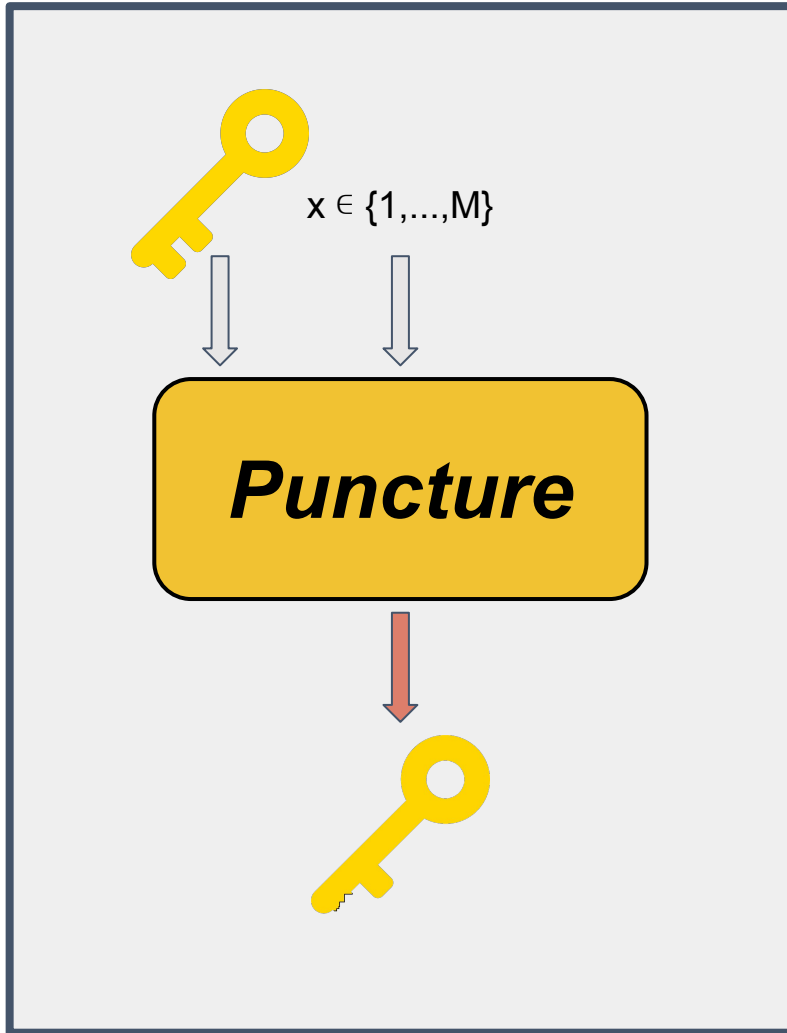 x ∈ {1,...,M}
Puncture